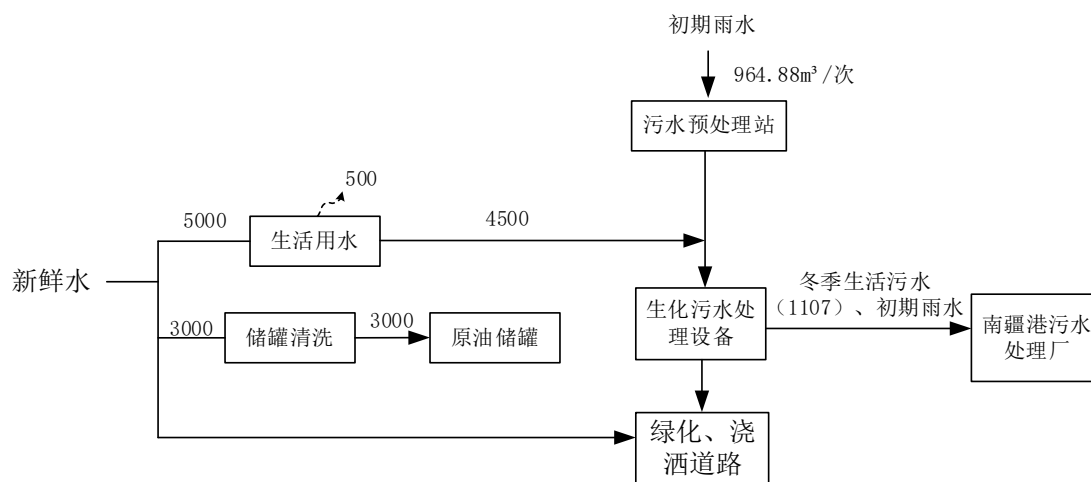 初期雨水
964.88m³/次
污水预处理站
500
5000
生活用水
4500
新鲜水
3000
储罐清洗
3000
原油储罐
生化污水处
理设备
冬季生活污水
（1107）、初期雨水
南疆港污水
处理厂
绿化、浇
洒道路